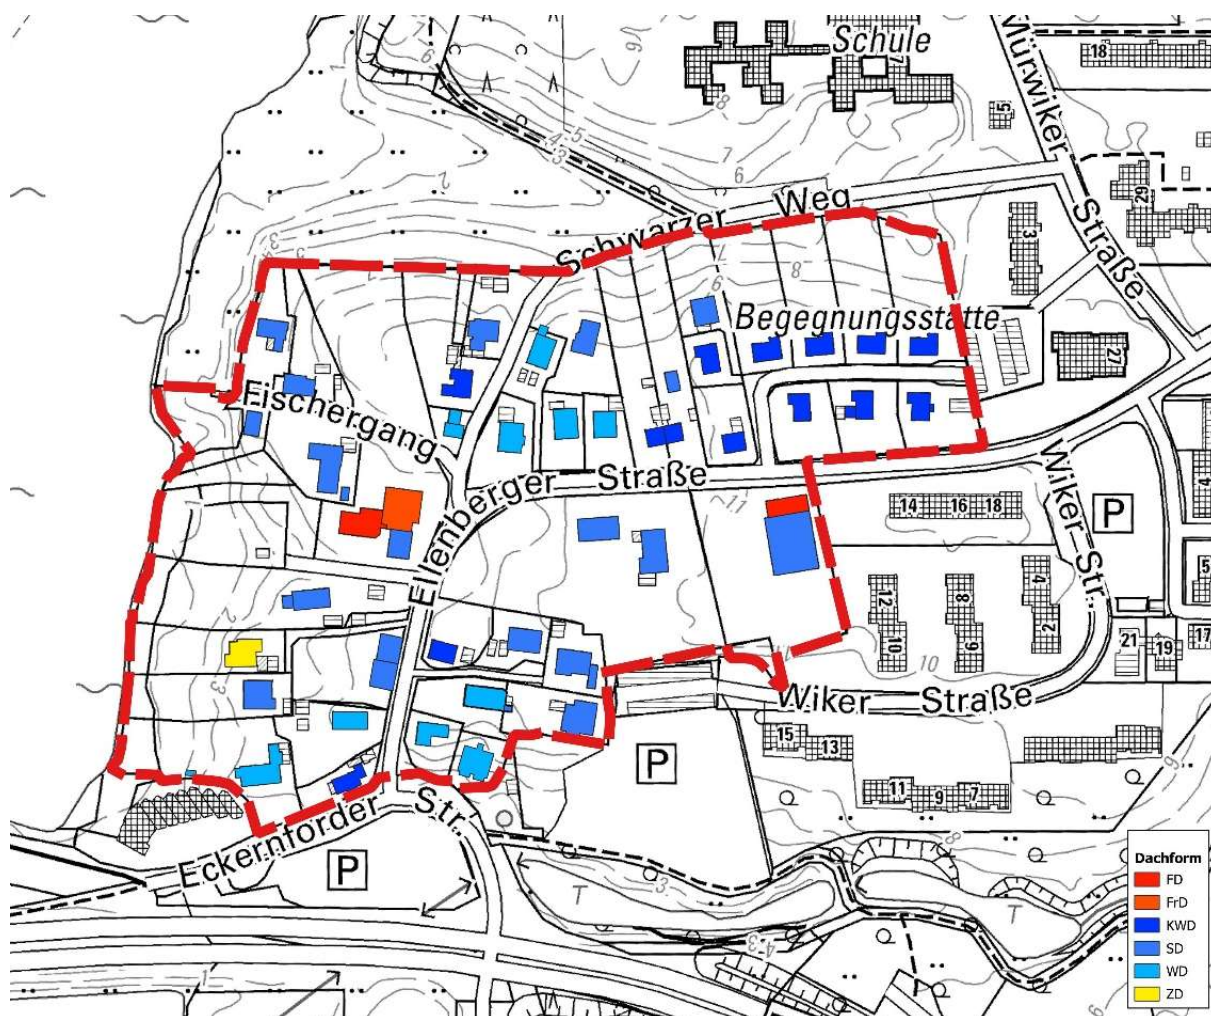 Schule
18
Mürwiker Straße
5
29
Schwarzer Weg
3
Begegnungsstätte
27
Fischergang
Ellenberger Straße
Wiker Str.
P
14 16 18
4
12
8
4
10
6
2
5
21
19
17
Wiker Straße
15
13
P
11
9
7
Eckernförder Str.
P
T
T
Dachform
FD
FrD
KWD
SD
WD
ZD